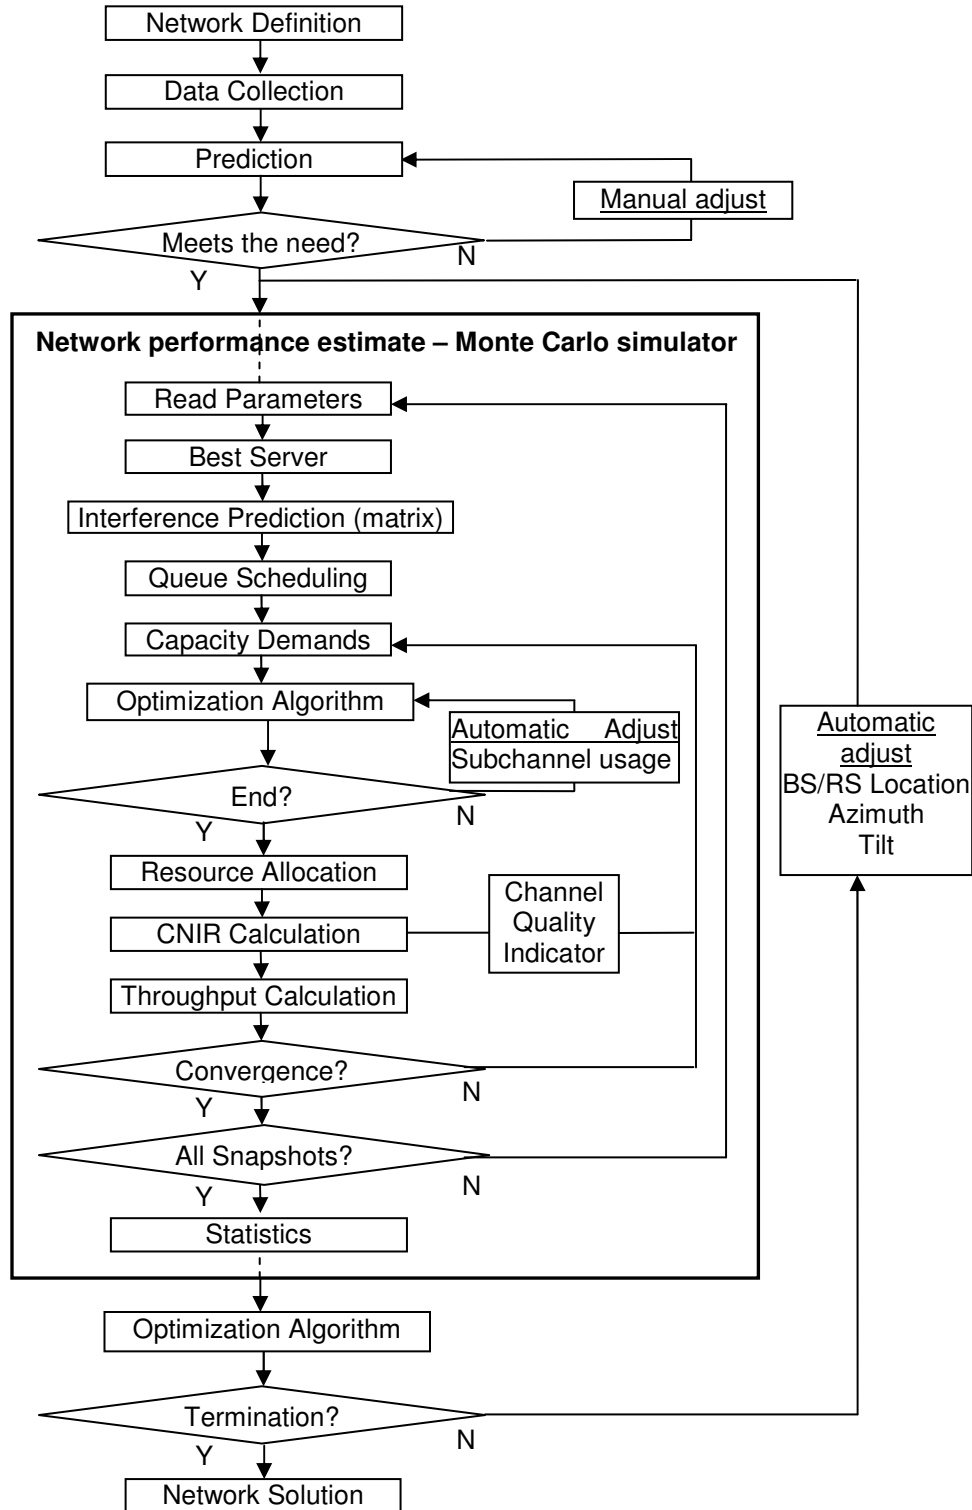 Network Definition
Data Collection
Prediction
Manual adjust
Meets the need?
N
Y
Network performance estimate – Monte Carlo simulator
Read Parameters
Best Server
Interference Prediction (matrix)
Queue Scheduling
Capacity Demands
Optimization Algorithm
Automatic Adjust
Subchannel usage
Automatic
adjust
BS/RS Location
Azimuth
Tilt
End?
N
Y
Resource Allocation
Channel
Quality
Indicator
CNIR Calculation
Throughput Calculation
Convergence?
N
Y
All Snapshots?
N
Y
Statistics
Optimization Algorithm
Termination?
N
Y
Network Solution